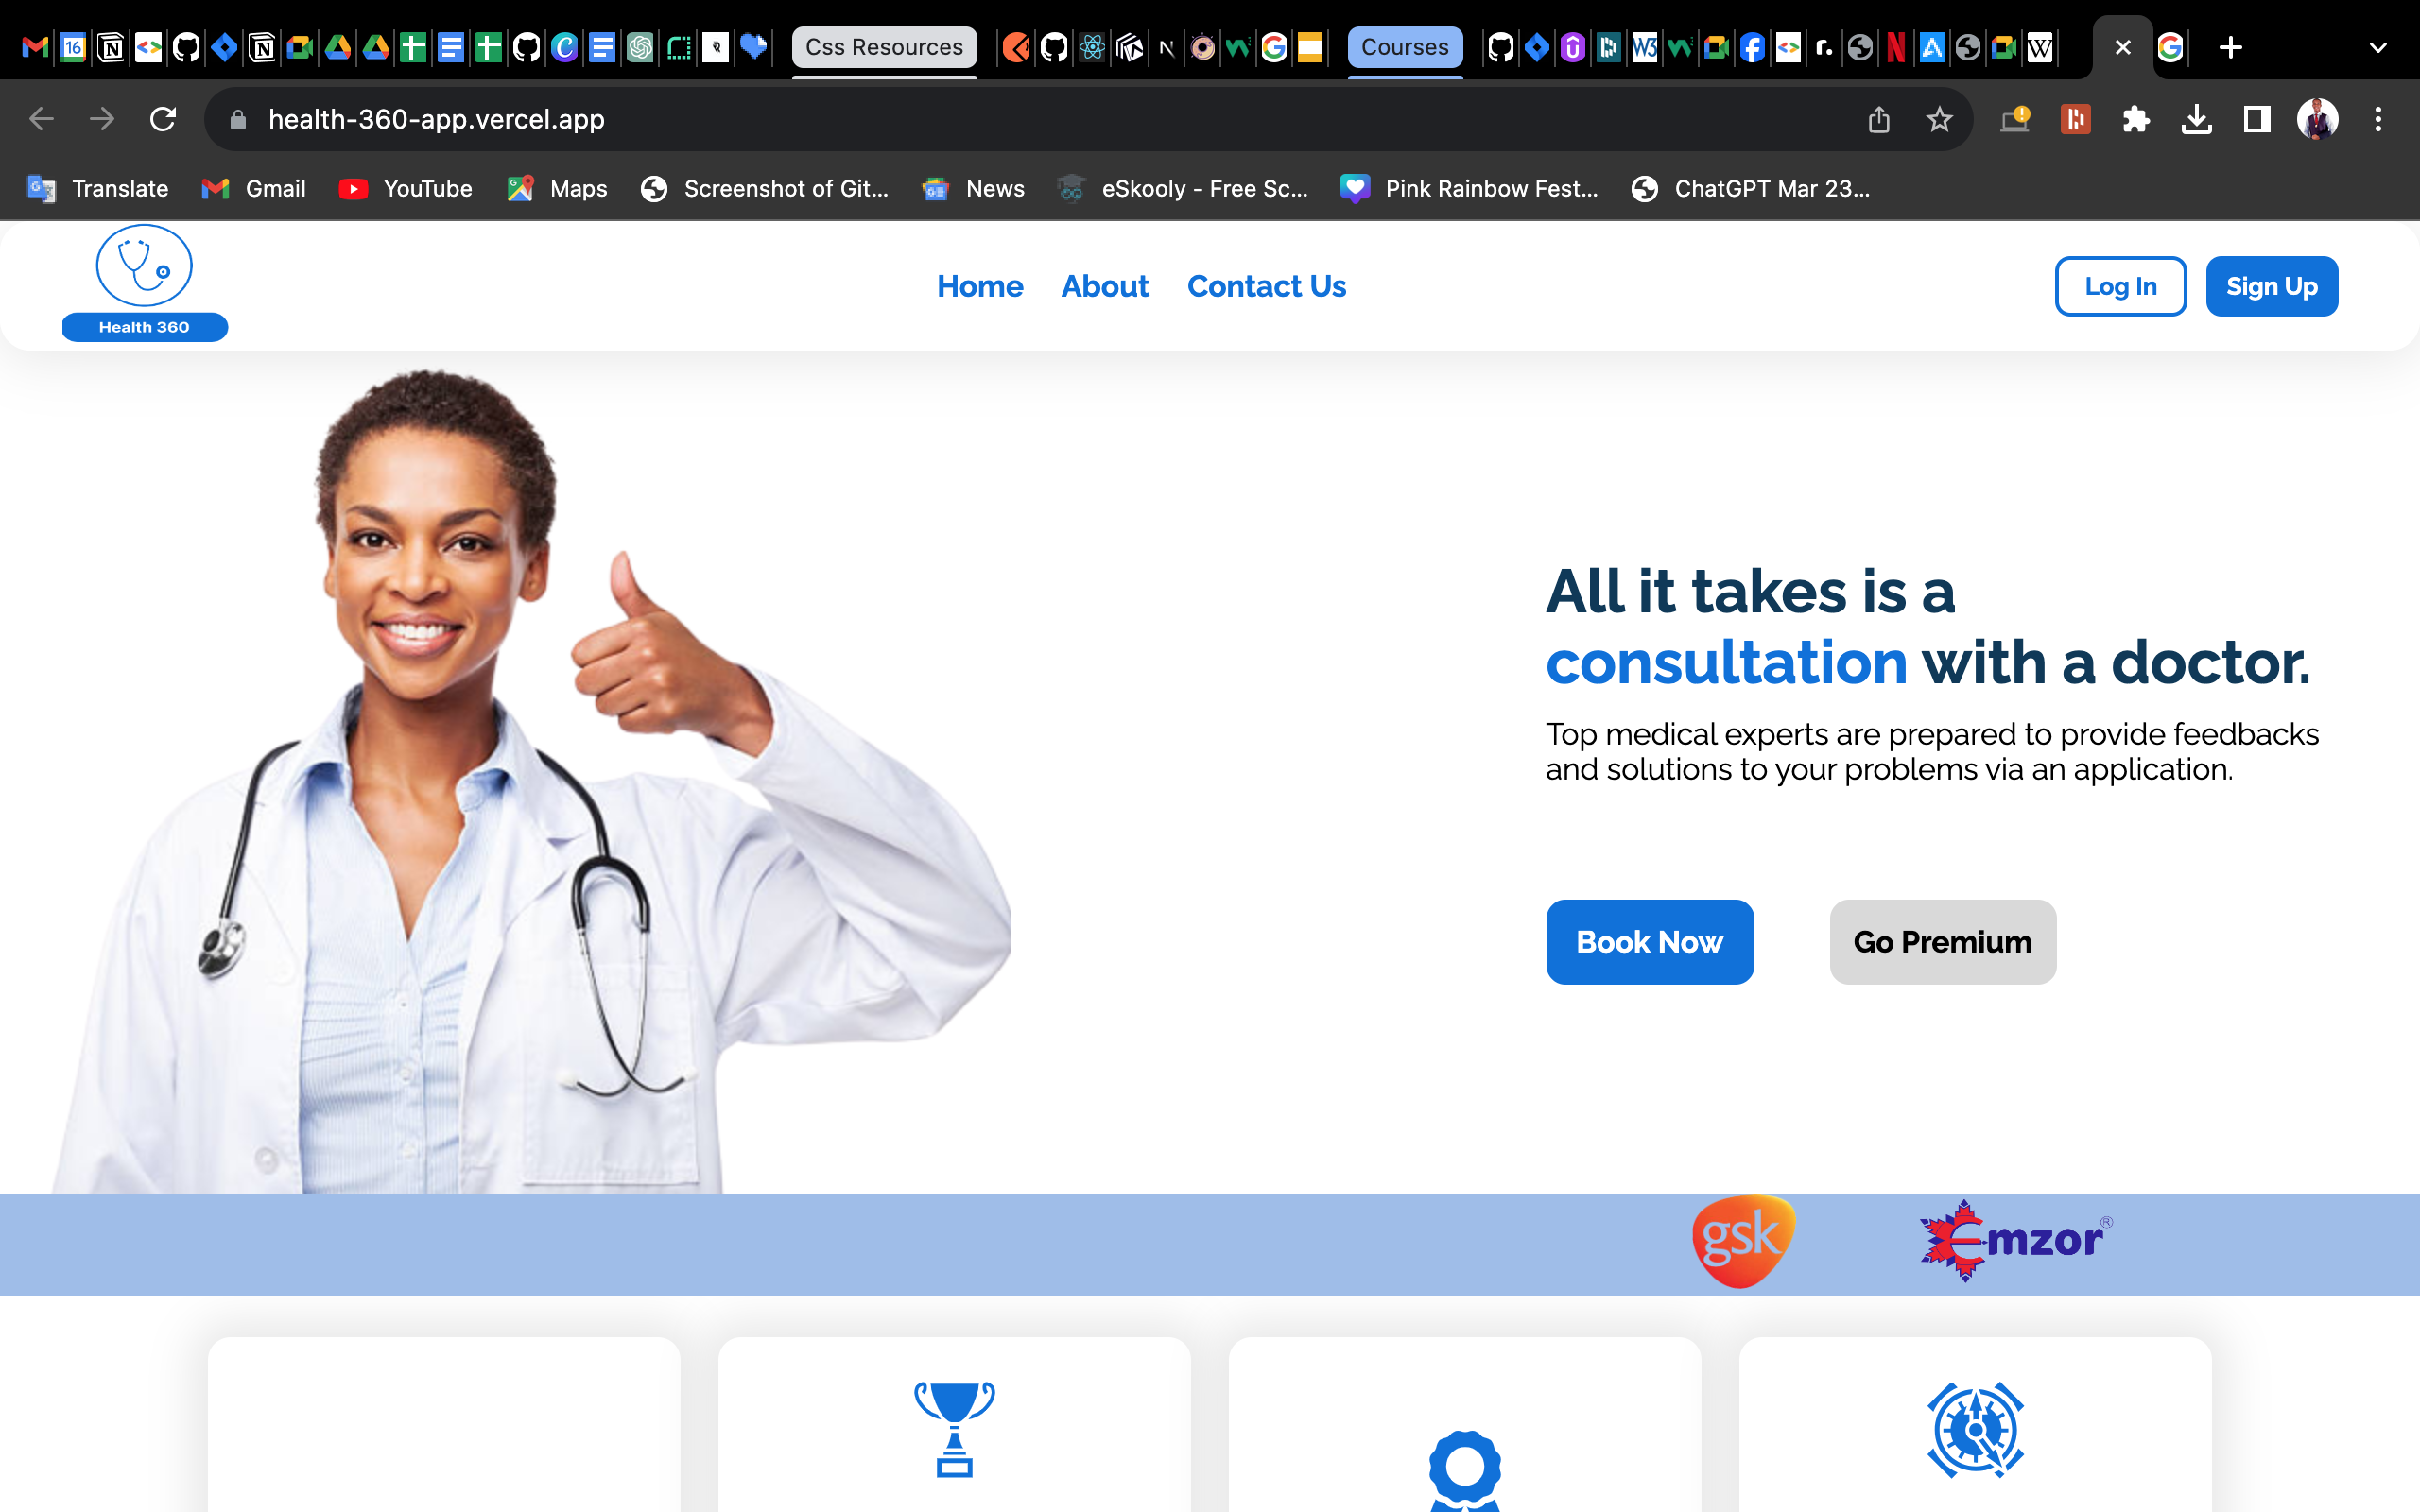 Css Resources
Courses
W3
health-360-app.vercel.app
Translate
Gmail
YouTube
Maps
Screenshot of Git...
News
eSkooly - Free Sc...
Pink Rainbow Fest...
ChatGPT Mar 23...
Health 360
Home
About
Contact Us
Log In
Sign Up
All it takes is a
consultation with a doctor.
Top medical experts are prepared to provide feedbacks
and solutions to your problems via an application.
Book Now
Go Premium
gsk
Emzor®